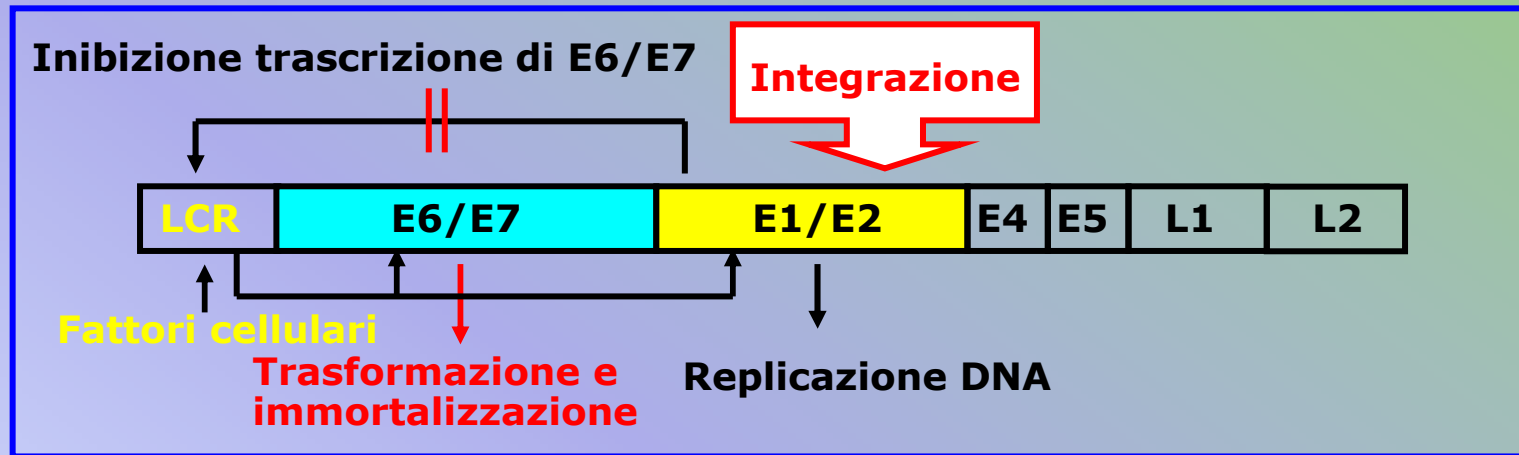 Inibizione trascrizione di E6/E7
Integrazione
LCR E6/E7 E1/E2 E4 E5 L1 L2
Fattori cellulari
Trasformazione e
immortalizzazione
Replicazione DNA